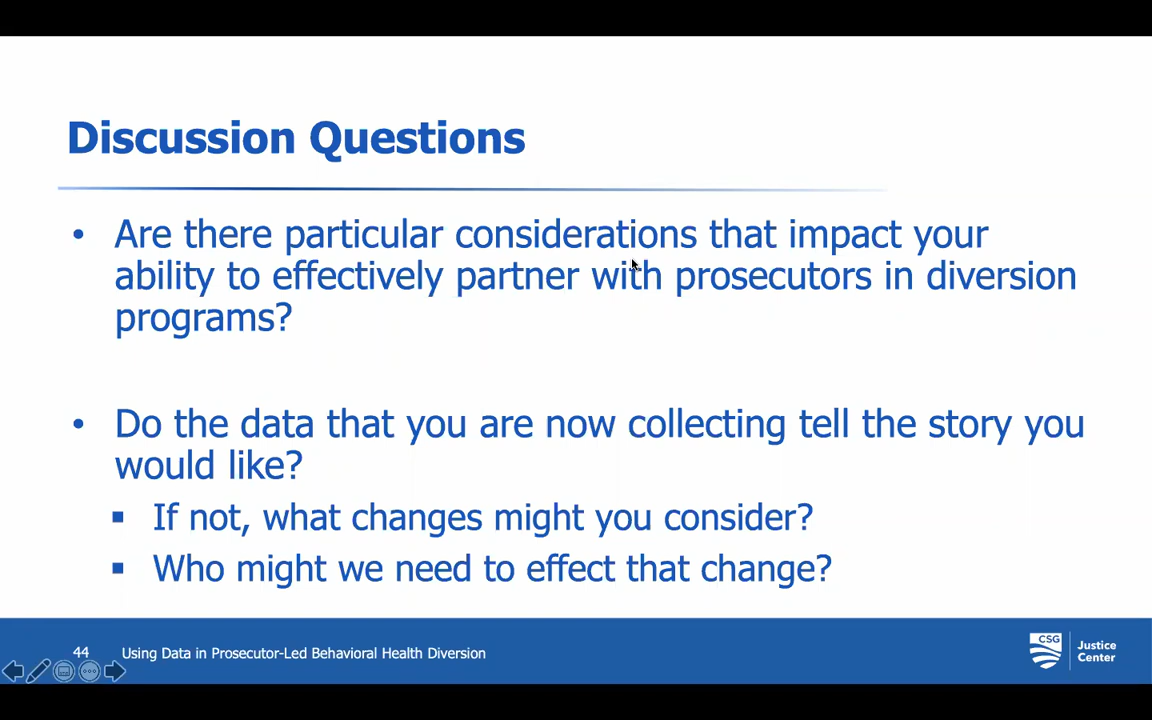 Discussion Questions
• Are there particular considerations that impact your
ability to effectively partner with prosecutors in diversion
programs?
• Do the data that you are now collecting tell the story you
would like?
▪ If not, what changes might you consider?
▪ Who might we need to effect that change?
44 Using Data in Prosecutor-Led Behavioral Health Diversion
CSG Justice
Center